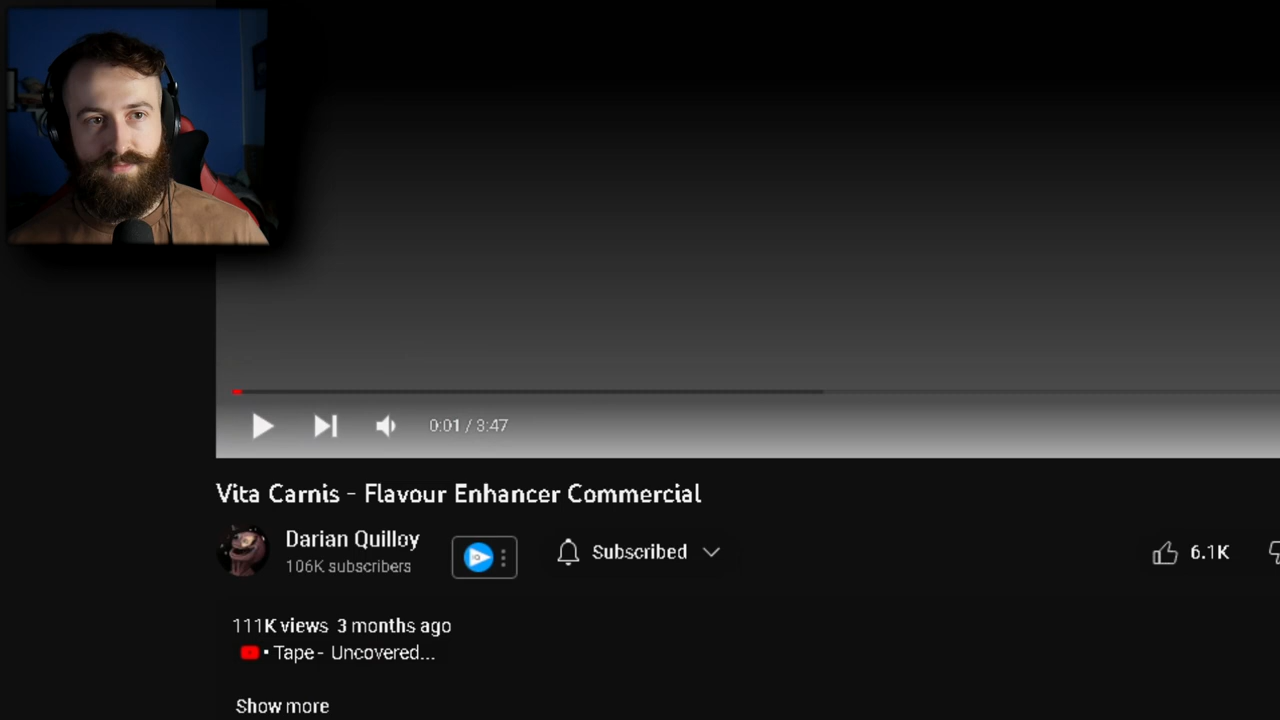 0:01 / 3:47
Vita Carnis - Flavour Enhancer Commercial
Darian Quilloy
106K subscribers
Subscribed
6.1K
111K views 3 months ago
• Tape - Uncovered...
Show more